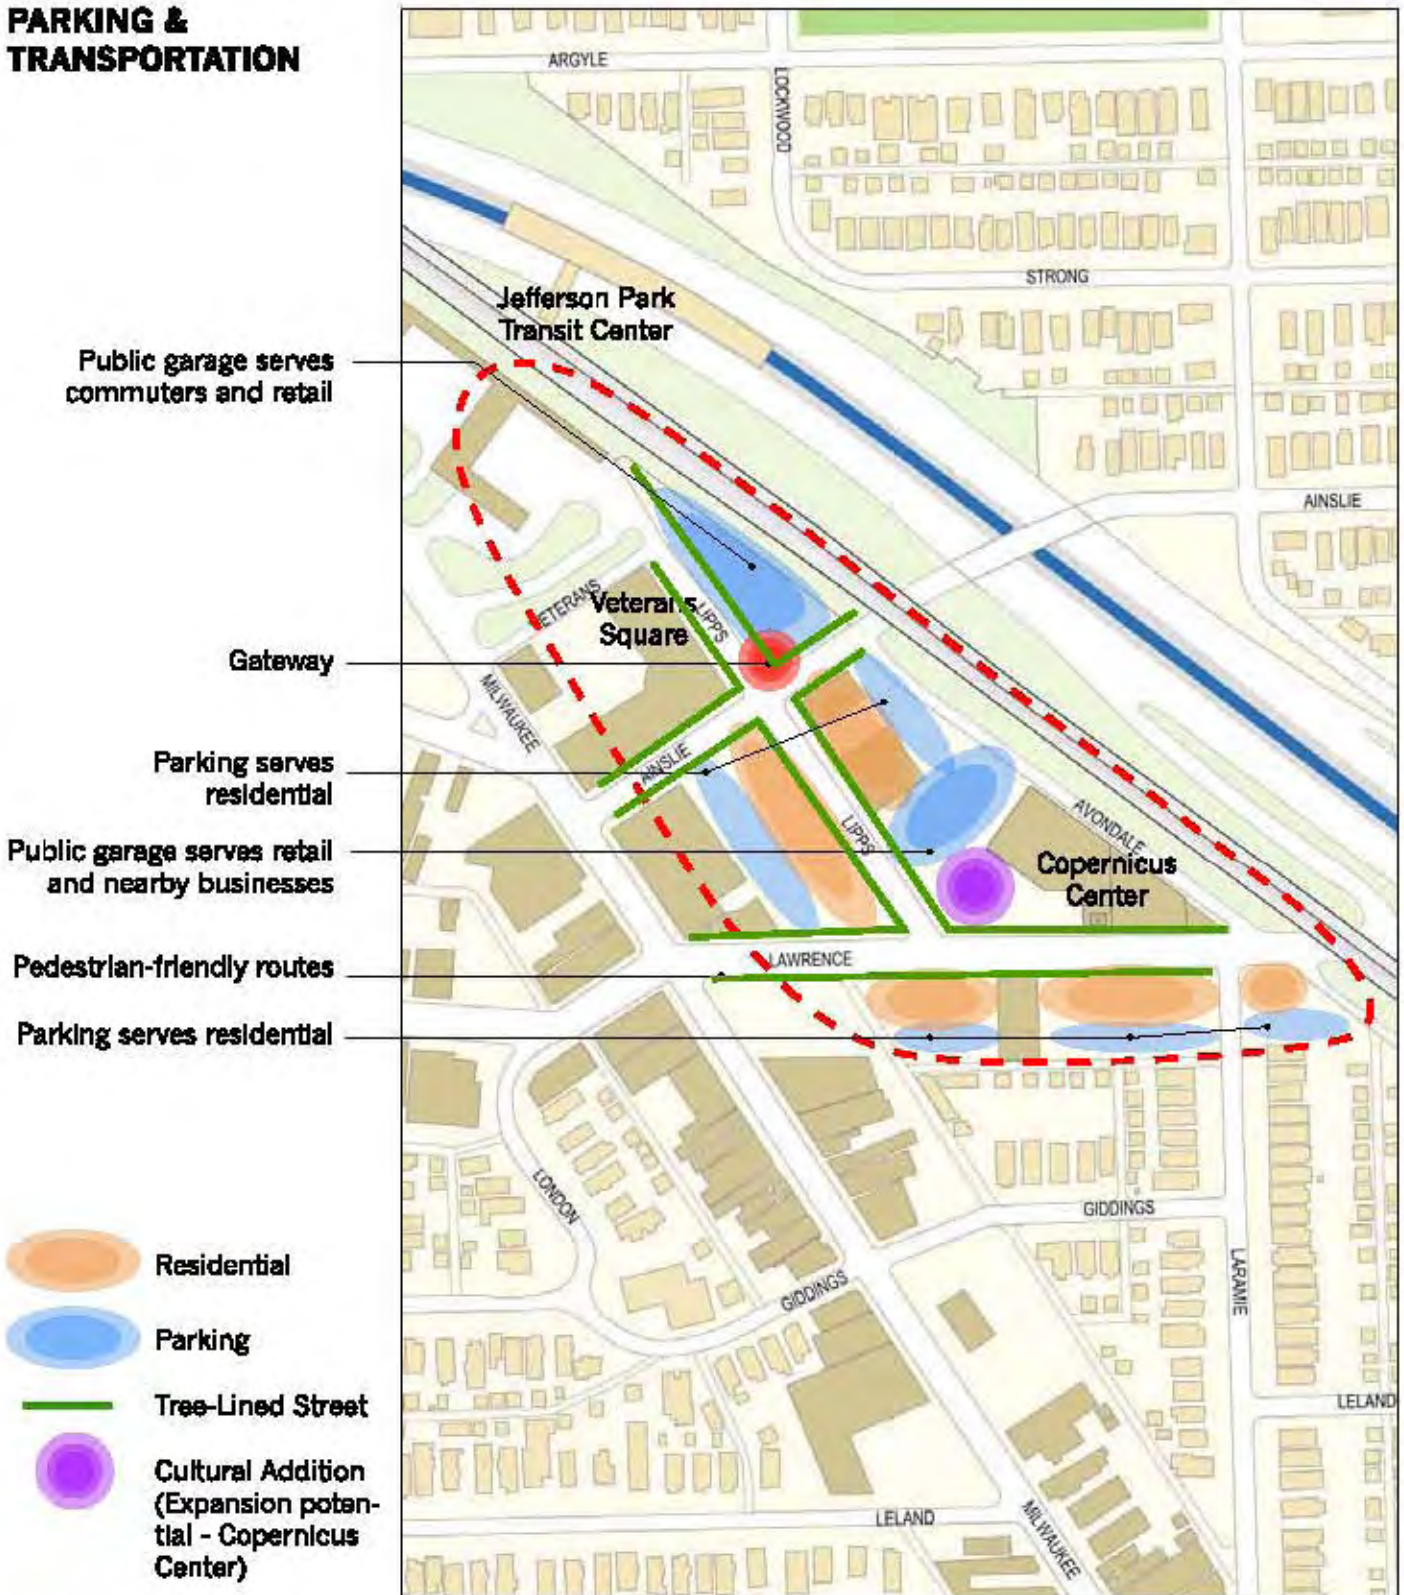 PARKING &
TRANSPORTATION
ARGYLE
LOCKWOOD
STRONG
Jefferson Park
Transit Center
Public garage serves
commuters and retail
AINSLIE
VETERANS
Veterans
Square
LIPPS
Gateway
MILWAUKEE
Parking serves
residential
AINSLIE
LIPPS
AVONDALE
Public garage serves retail
and nearby businesses
Copernicus
Center
Pedestrian-friendly routes
LAWRENCE
Parking serves residential
LONDON
GIDDINGS
GIDDINGS
LARAMIE
Residential
Parking
Tree-Lined Street
LELAND
Cultural Addition
(Expansion poten-
tial - Copernicus
Center)
LELAND
MILWAUKEE